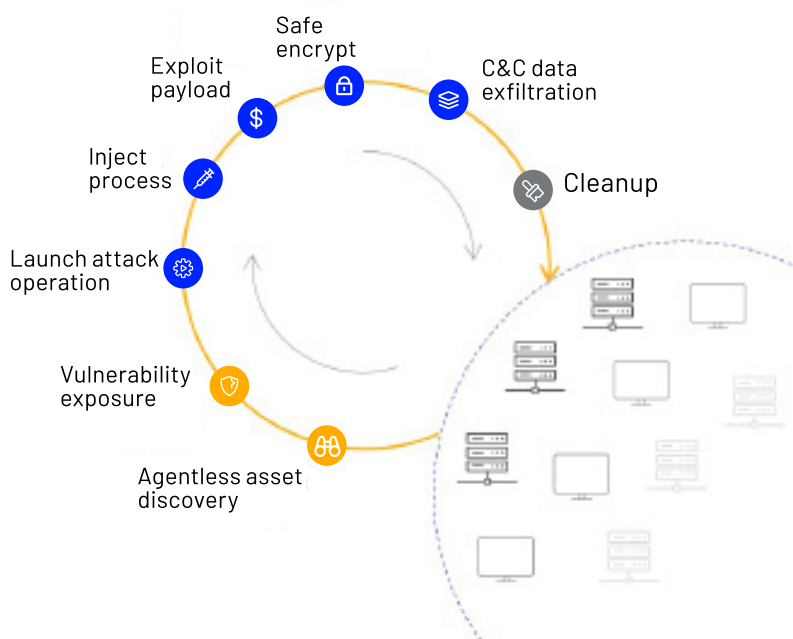 Safe
encrypt
Exploit
payload
C&C data
exfiltration
Inject
process
Cleanup
Launch attack
operation
Vulnerability
exposure
Agentless asset
discovery